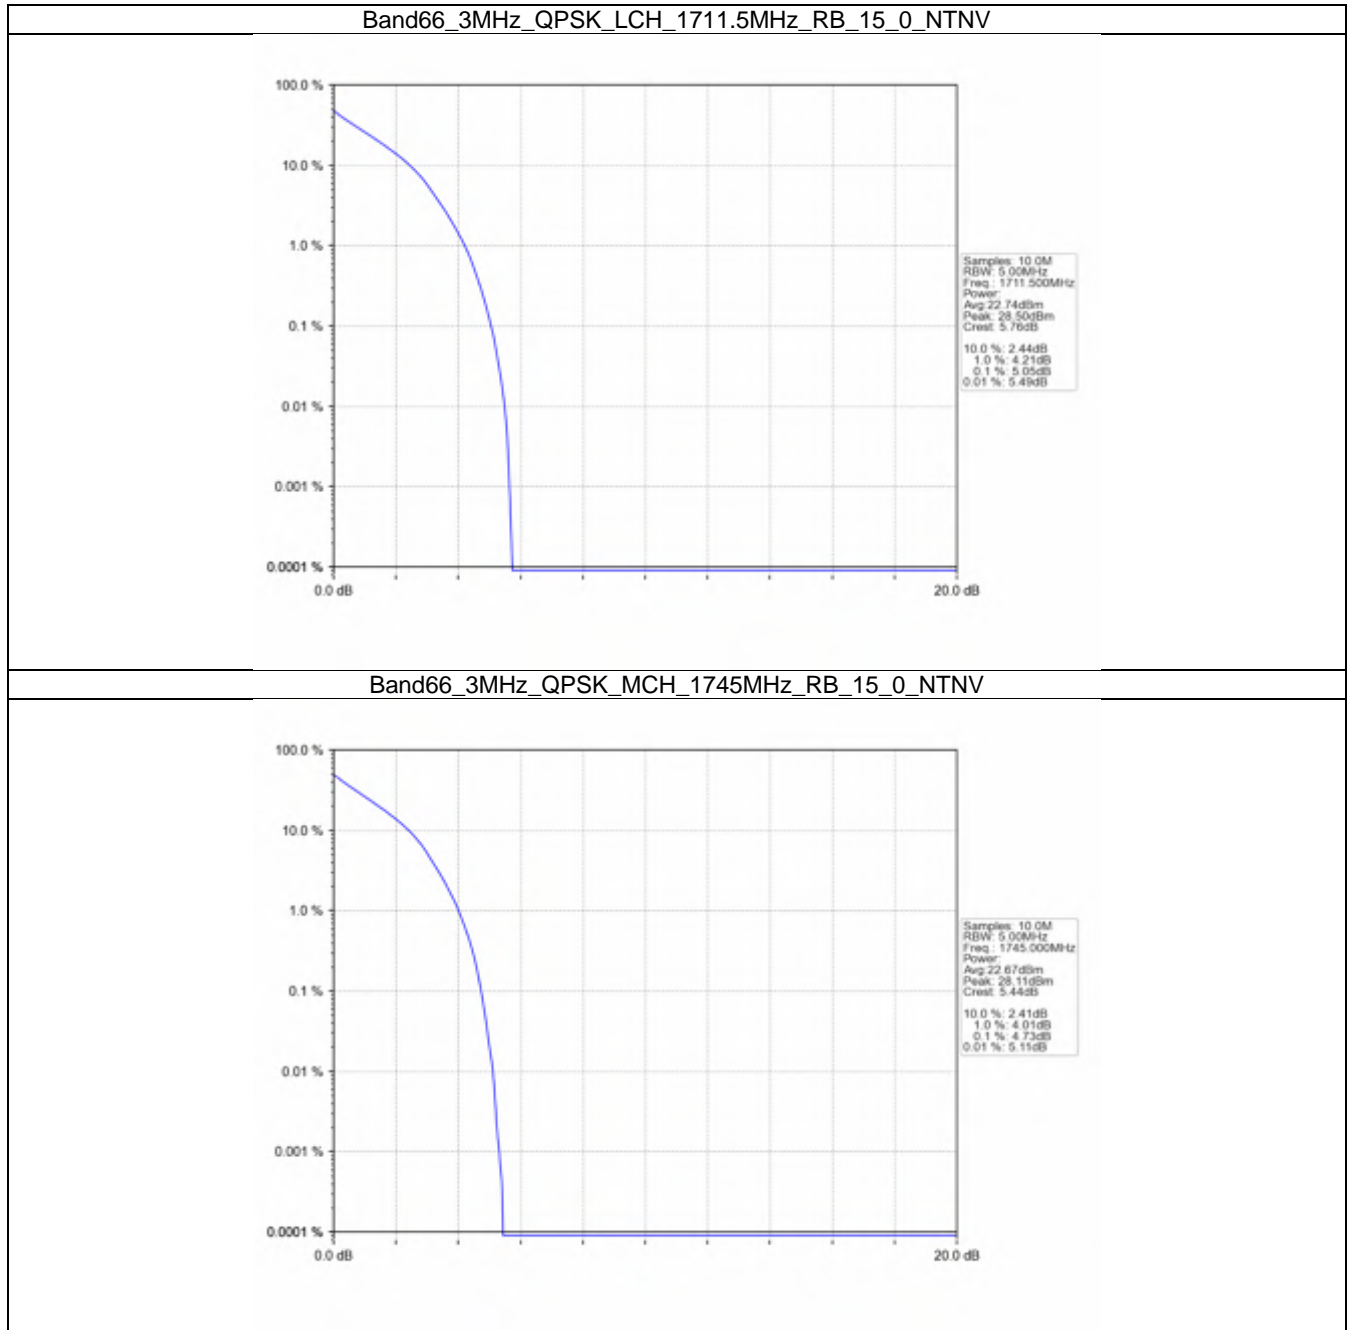 Band66_3MHz_QPSK_LCH_1711.5MHz_RB_15_0_NTNV
100.0 %
10.0 %
1.0 %
0.1 %
0.01 %
0.001 %
0.0001 %
0.0 dB
20.0 dB
Samples: 10.0M
RBW: 5.00MHz
Freq.: 1711.500MHz
Power:
Avg:22.74dBm
Peak: 28.50dBm
Crest: 5.76dB
10.0 %: 2.44dB
1.0 %: 4.21dB
0.1 %: 5.05dB
0.01 %: 5.49dB
Band66_3MHz_QPSK_MCH_1745MHz_RB_15_0_NTNV
100.0 %
10.0 %
1.0 %
0.1 %
0.01 %
0.001 %
0.0001 %
0.0 dB
20.0 dB
Samples: 10.0M
RBW: 5.00MHz
Freq.: 1745.000MHz
Power:
Avg:22.67dBm
Peak: 28.11dBm
Crest: 5.44dB
10.0 %: 2.41dB
1.0 %: 4.01dB
0.1 %: 4.73dB
0.01 %: 5.11dB